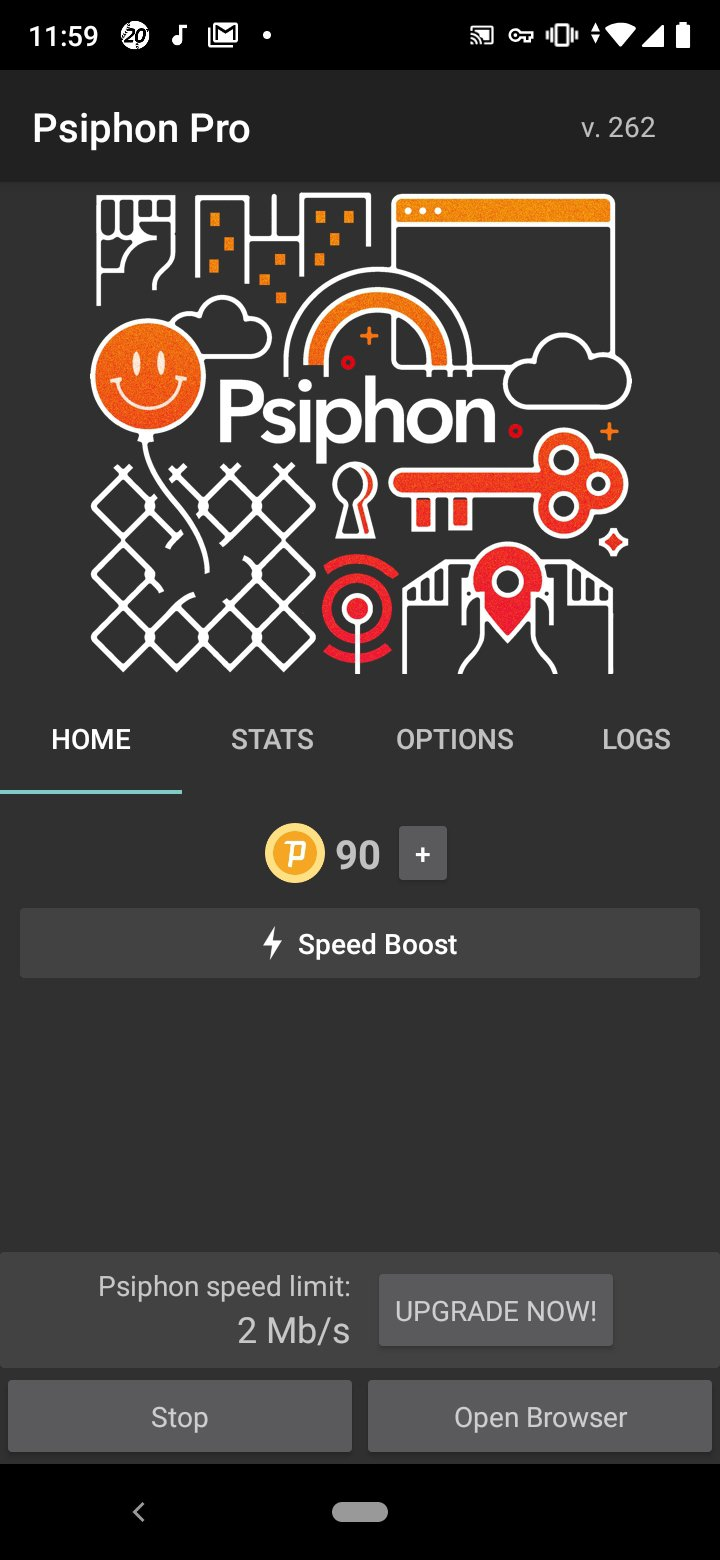 11:59
20
Psiphon Pro
v. 262
Psiphon
HOME
STATS
OPTIONS
LOGS
P
90
+
Speed Boost
Psiphon speed limit:
2 Mb/s
UPGRADE NOW!
Stop
Open Browser